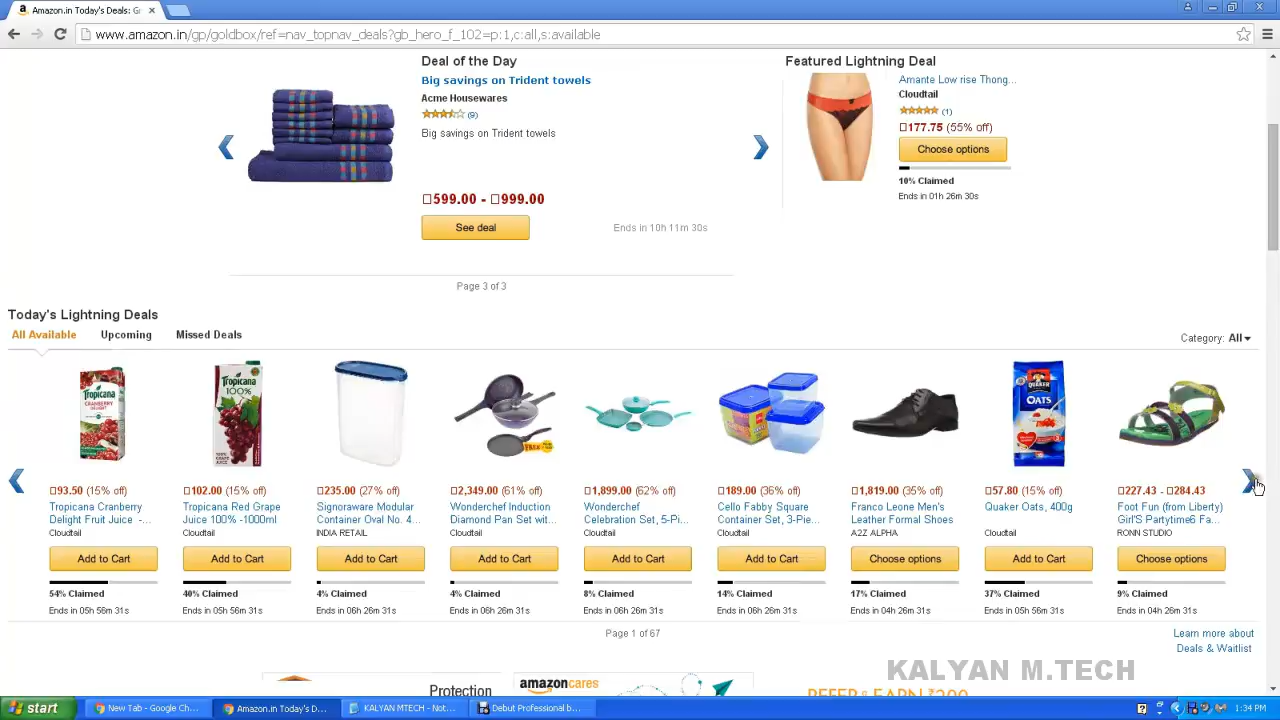 Amazon.in Today's Deals: Gr
www.amazon.in/gp/goldbox/ref=nav_topnav_deals?gb_hero_f_102=p:1,c:all,s:available
Deal of the Day
Big savings on Trident towels
Acme Housewares
(9)
Big savings on Trident towels
599.00 - 999.00
See deal
Ends in 10h 11m 30s
Page 3 of 3
Featured Lightning Deal
Amante Low rise Thong...
Cloudtail
(1)
177.75 (55% off)
Choose options
10% Claimed
Ends in 01h 26m 30s
Today's Lightning Deals
All Available Upcoming Missed Deals
Category: All
Tropicana
CRANBERRY
DELIGHT
93.50 (15% off)
Tropicana Cranberry
Delight Fruit Juice -...
Cloudtail
Add to Cart
54% Claimed
Ends in 05h 56m 31s
Tropicana
100%
102.00 (15% off)
Tropicana Red Grape
Juice 100% -1000ml
Cloudtail
Add to Cart
40% Claimed
Ends in 05h 56m 31s
235.00 (27% off)
Signoraware Modular
Container Oval No. 4...
INDIA RETAIL
Add to Cart
4% Claimed
Ends in 06h 26m 31s
2,349.00 (61% off)
Wonderchef Induction
Diamond Pan Set wit...
Cloudtail
Add to Cart
4% Claimed
Ends in 06h 26m 31s
1,899.00 (62% off)
Wonderchef
Celebration Set, 5-Pi...
Cloudtail
Add to Cart
8% Claimed
Ends in 06h 26m 31s
189.00 (36% off)
Cello Fabby Square
Container Set, 3-Pie...
Cloudtail
Add to Cart
14% Claimed
Ends in 06h 26m 31s
1,819.00 (35% off)
Franco Leone Men's
Leather Formal Shoes
A2Z ALPHA
Choose options
17% Claimed
Ends in 04h 26m 31s
QUAKER
OATS
57.80 (15% off)
Quaker Oats, 400g
Cloudtail
Add to Cart
37% Claimed
Ends in 05h 56m 31s
227.43 - 284.43
Foot Fun (from Liberty)
Girl'S Partytime6 Fa...
RONN STUDIO
Choose options
9% Claimed
Ends in 04h 26m 31s
Page 1 of 67
Learn more about
Deals & Waitlist
KALYAN M.TECH
Protection
amazoncares
REFER & EARN ₹200
start
New Tab - Google Ch...
Amazon.in Today's D...
KALYAN MTECH - Not...
Debut Professional b...
1:34 PM